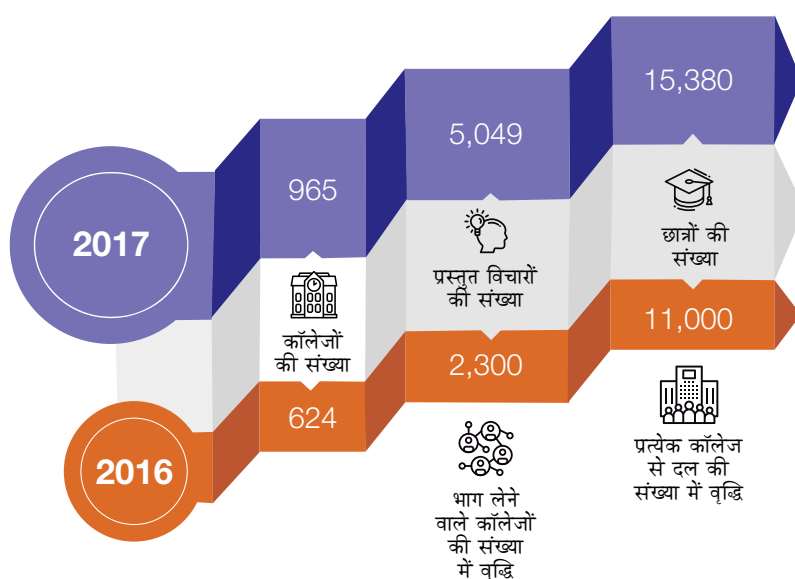 2017
965
5,049
15,380
कॉलेजों
की संख्या
प्रस्तुत विचारों
की संख्या
छात्रों की
संख्या
2016
624
2,300
11,000
भाग लेने
वाले कॉलेजों
की संख्या
में वृद्धि
प्रत्येक कॉलेज
से दल की
संख्या में वृद्धि